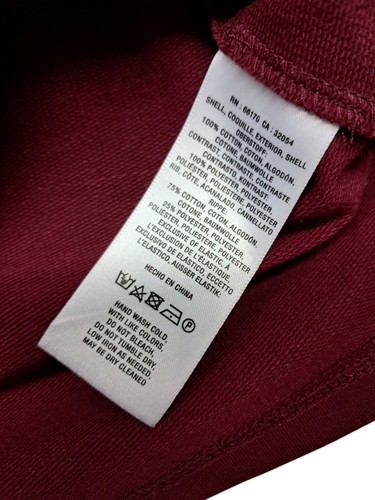 RN : 66170 CA : 32054
SHELL, COQUILLE, EXTERIOR, SHELL
OBERSTOFF:
100% COTTON, COTON, ALGODÓN,
COTONE, BAUMWOLLE
CONTRAST, CONTRASTE, CONTRASTE
CONTRASTO, KONTRAST:
100% POLYESTER, POLYESTER,
POLIÉSTER, POLIESTERE, POLYESTER
RIB, CÔTE, ACANALADO, CANNELLATO
RIPPE:
75% COTTON, COTON, ALGODÓN,
COTONE, BAUMWOLLE
25% POLYESTER, POLYESTER,
POLIÉSTER, POLIESTERE, POLYESTER
EXCLUSIVE OF ELASTIC, À
L'EXCLUSION DE L'ÉLASTIQUE,
EXCLUSIVO DE ELÁSTICO, ECCETTO
L'ELASTICO, AUSSER ELASTIK:
HECHO EN CHINA
P
HAND WASH COLD.
WITH LIKE COLORS,
DO NOT BLEACH,
DO NOT TUMBLE DRY,
LOW IRON AS NEEDED,
MAY BE DRY CLEANED